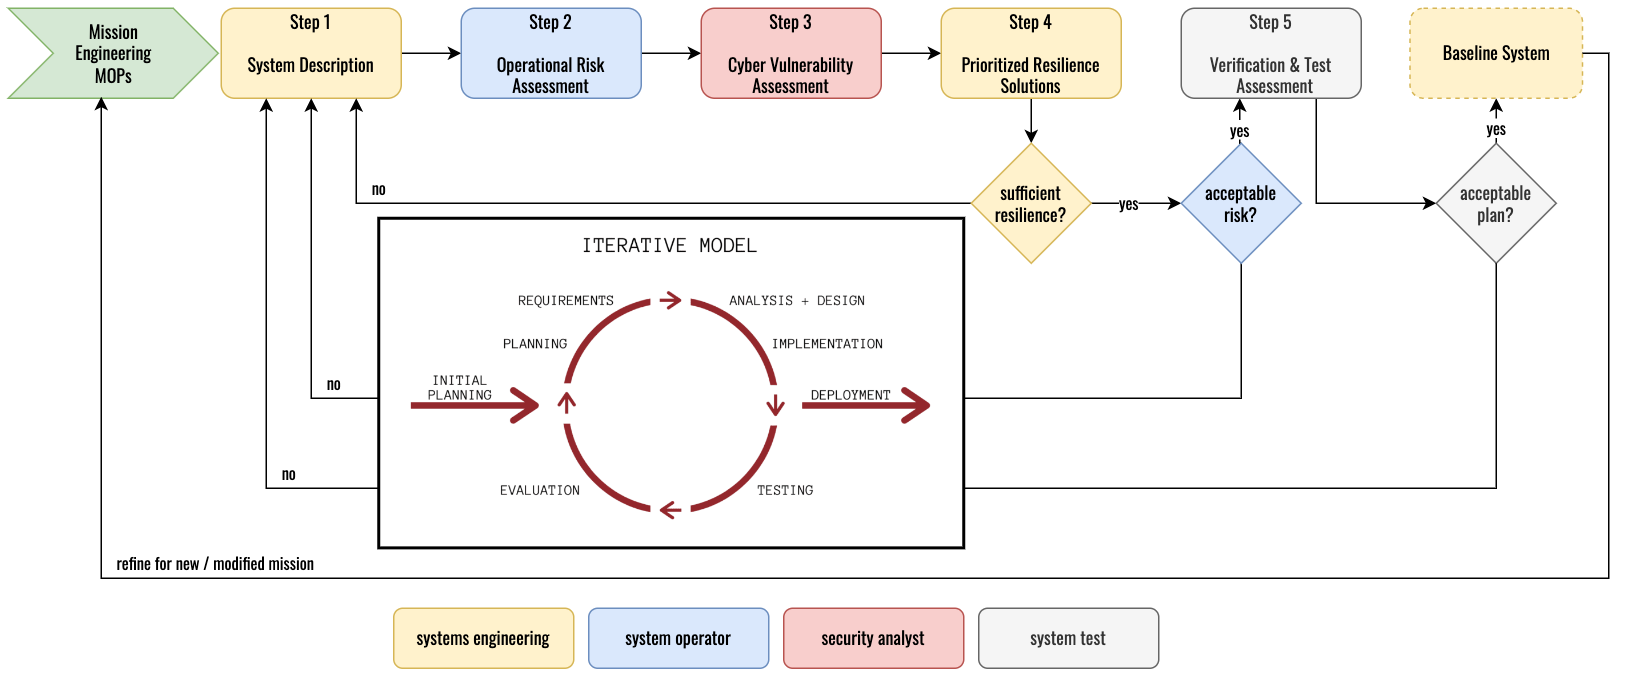 Mission
Engineering
MOPs
Step 1
System Description
Step 2
Operational Risk
Assessment
Step 3
Cyber Vulnerability
Assessment
Step 4
Prioritized Resilience
Solutions
Step 5
Verification & Test
Assessment
Baseline System
yes
yes
no
sufficient
resilience?
yes
acceptable
risk?
acceptable
plan?
ITERATIVE MODEL
REQUIREMENTS
ANALYSIS + DESIGN
PLANNING
IMPLEMENTATION
no
INITIAL
PLANNING
DEPLOYMENT
no
EVALUATION
TESTING
refine for new / modified mission
systems engineering
system operator
security analyst
system test